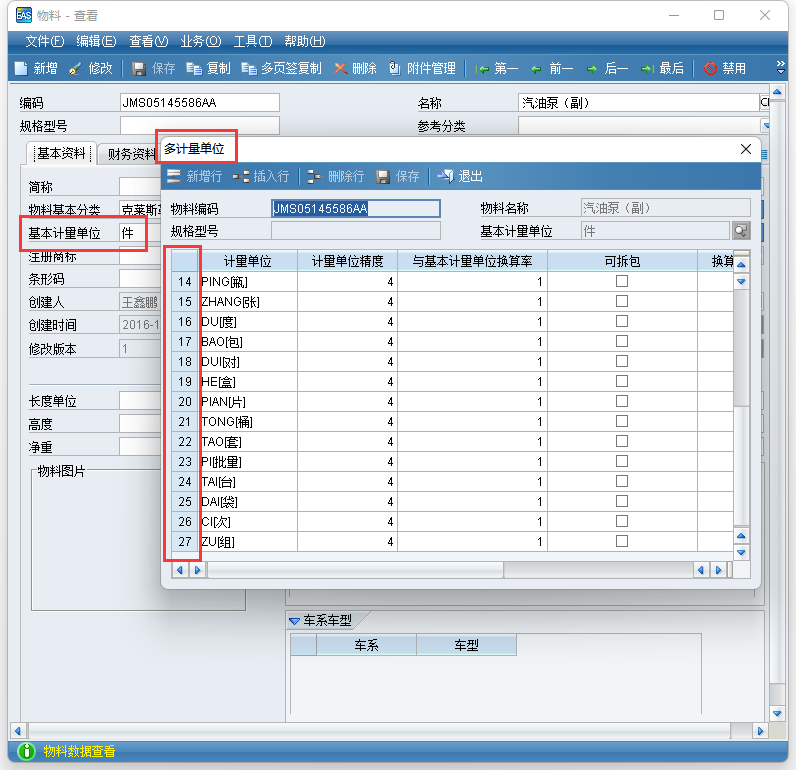 EAS 物料 - 查看
文件(F) 编辑(E) 查看(V) 业务(O) 工具(T) 帮助(H)
新增 修改 保存 复制 多页签复制 删除 附件管理 第一 前一 后一 最后 禁用
编码 JMS05145586AA 名称 汽油泵（副）
规格型号 参考分类
基本资料 财务资料
简称
物料基本分类 克莱斯
基本计量单位 件
注册商标
条形码
创建人 王鑫鹏
创建时间 2016-1
修改版本 1
长度单位
高度
净重
物料图片
多计量单位
新增行 插入行 删除行 保存 退出
物料编码 JMS05145586AA 物料名称 汽油泵（副）
规格型号 基本计量单位 件
计量单位 计量单位精度 与基本计量单位换算率 可拆包 换算
14 PING[瓶] 4 1
15 ZHANG[张] 4 1
16 DU[度] 4 1
17 BAO[包] 4 1
18 DUI[对] 4 1
19 HE[盒] 4 1
20 PIAN[片] 4 1
21 TONG[桶] 4 1
22 TAO[套] 4 1
23 PI[批量] 4 1
24 TAI[台] 4 1
25 DAI[袋] 4 1
26 CI[次] 4 1
27 ZU[组] 4 1
车系车型
车系 车型
物料数据查看